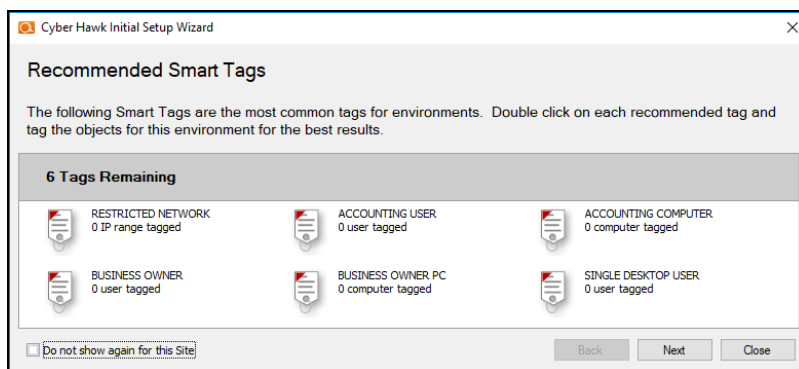 Cyber Hawk Initial Setup Wizard
Recommended Smart Tags
The following Smart Tags are the most common tags for environments. Double click on each recommended tag and
tag the objects for this environment for the best results.
6 Tags Remaining
RESTRICTED NETWORK
0 IP range tagged
ACCOUNTING USER
0 user tagged
ACCOUNTING COMPUTER
0 computer tagged
BUSINESS OWNER
0 user tagged
BUSINESS OWNER PC
0 computer tagged
SINGLE DESKTOP USER
0 user tagged
Do not show again for this Site
Back
Next
Close